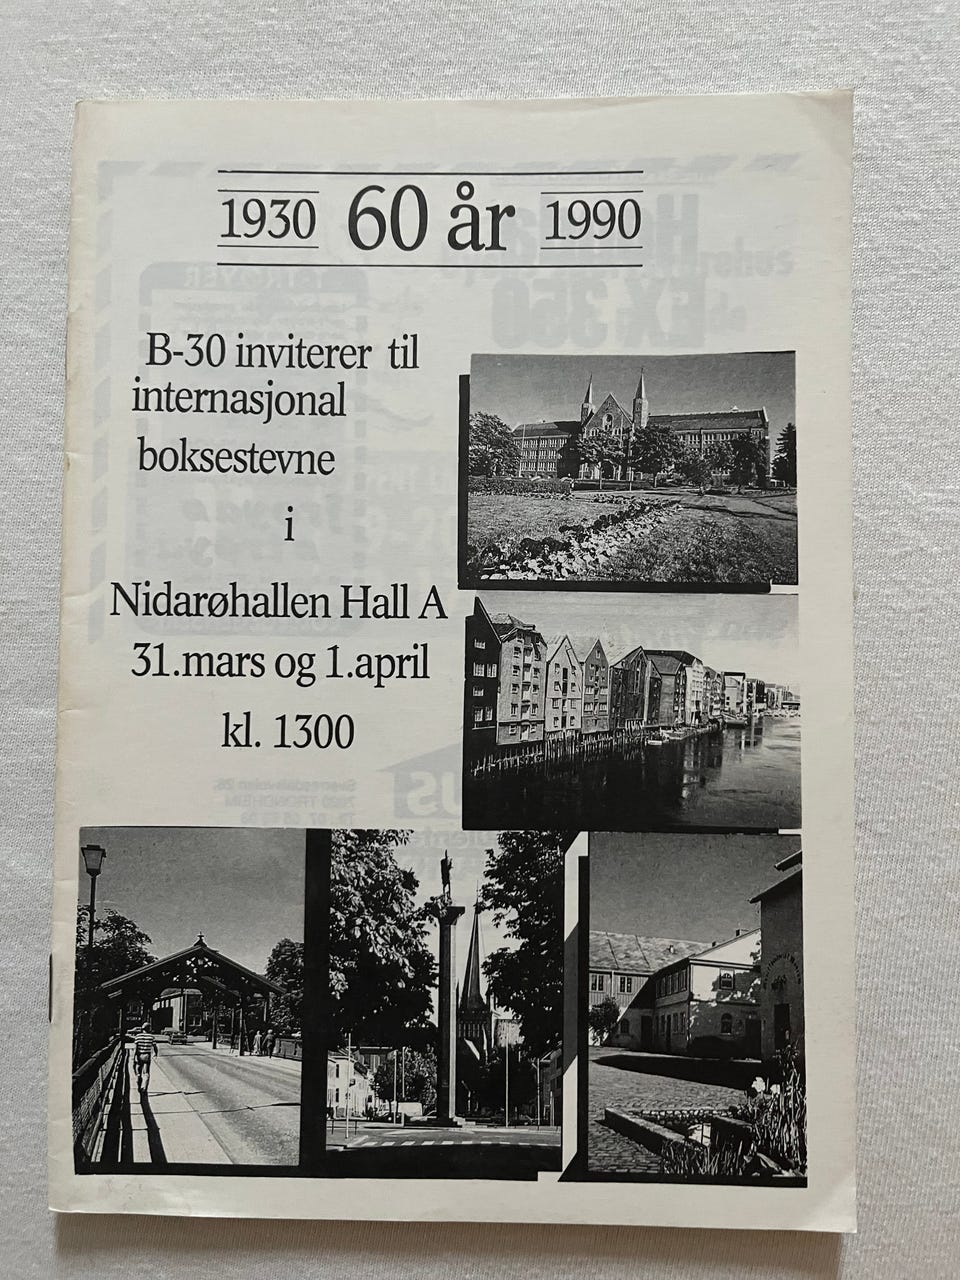 1930 60 år 1990
B-30 inviterer til
internasjonal
boksestevne
i
Nidarøhallen Hall A
31.mars og 1.april
kl. 1300